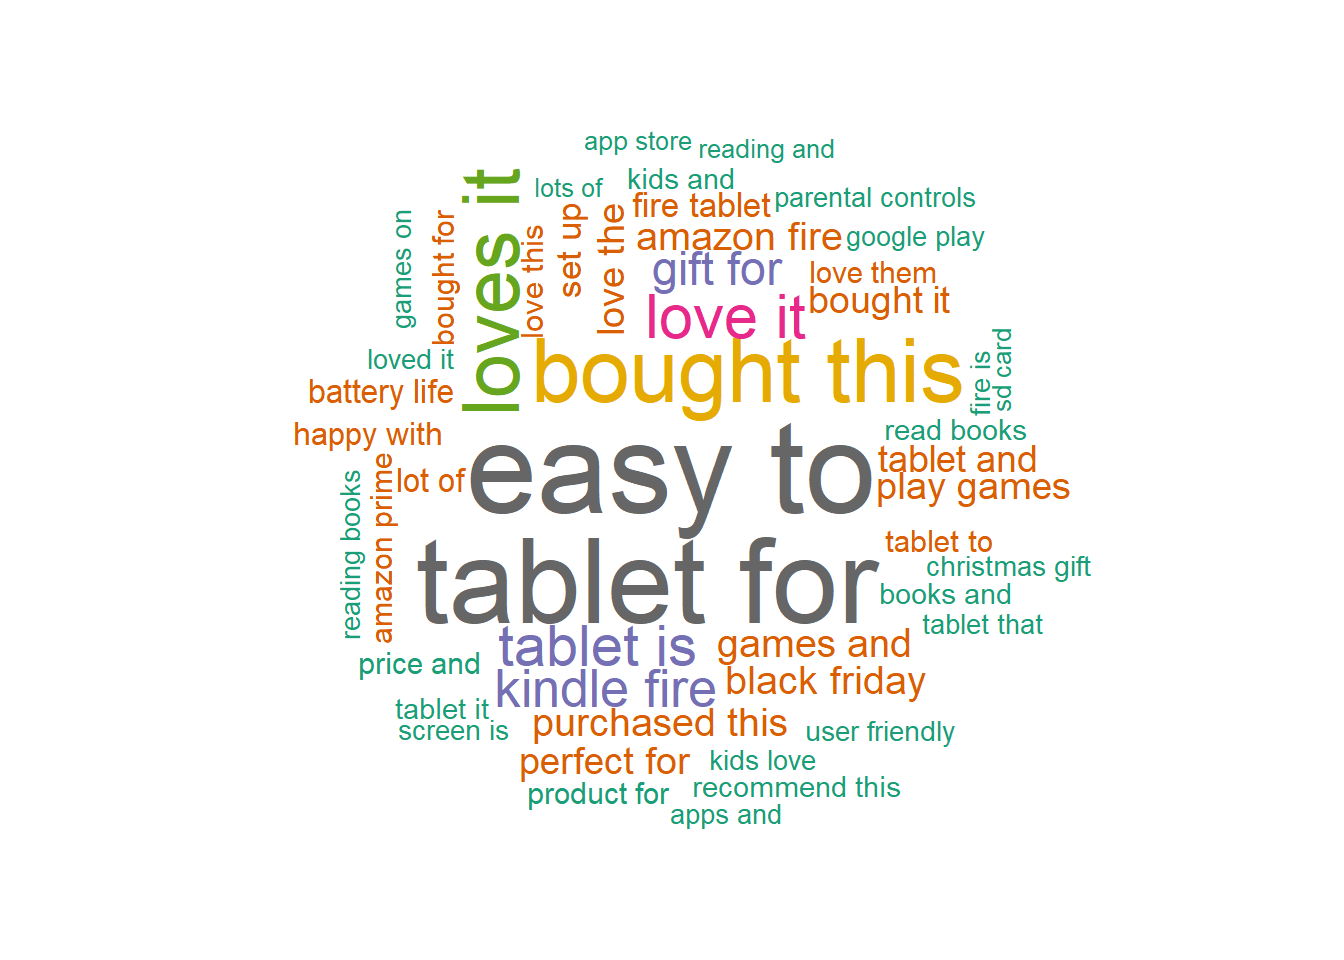 app store
reading and
lots of
kids and
parental controls
fire tablet
loves it
games on
bought for
love this
set up
love the
amazon fire
google play
gift for
love them
love it
bought it
loved it
bought this
fire is
sd card
battery life
happy with
read books
easy to
tablet and
lot of
play games
reading books
amazon prime
tablet to
christmas gift
tablet for
books and
tablet that
tablet is
games and
price and
kindle fire
black friday
tablet it
screen is
purchased this
user friendly
perfect for
kids love
product for
recommend this
apps and